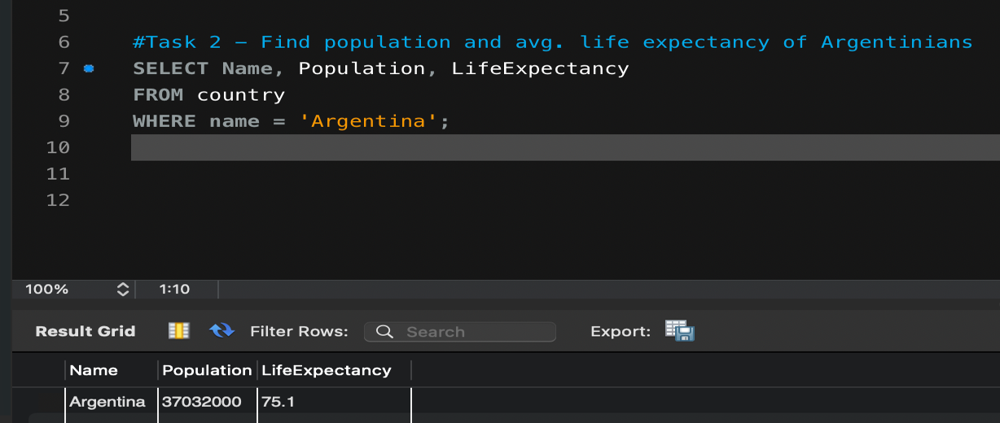 5
6 #Task 2 – Find population and avg. life expectancy of Argentinians
7 SELECT Name, Population, LifeExpectancy
8 FROM country
9 WHERE name = 'Argentina';
10
11
12
100% 1:10
Result Grid Filter Rows: Search Export:
Name Population LifeExpectancy
Argentina 37032000 75.1